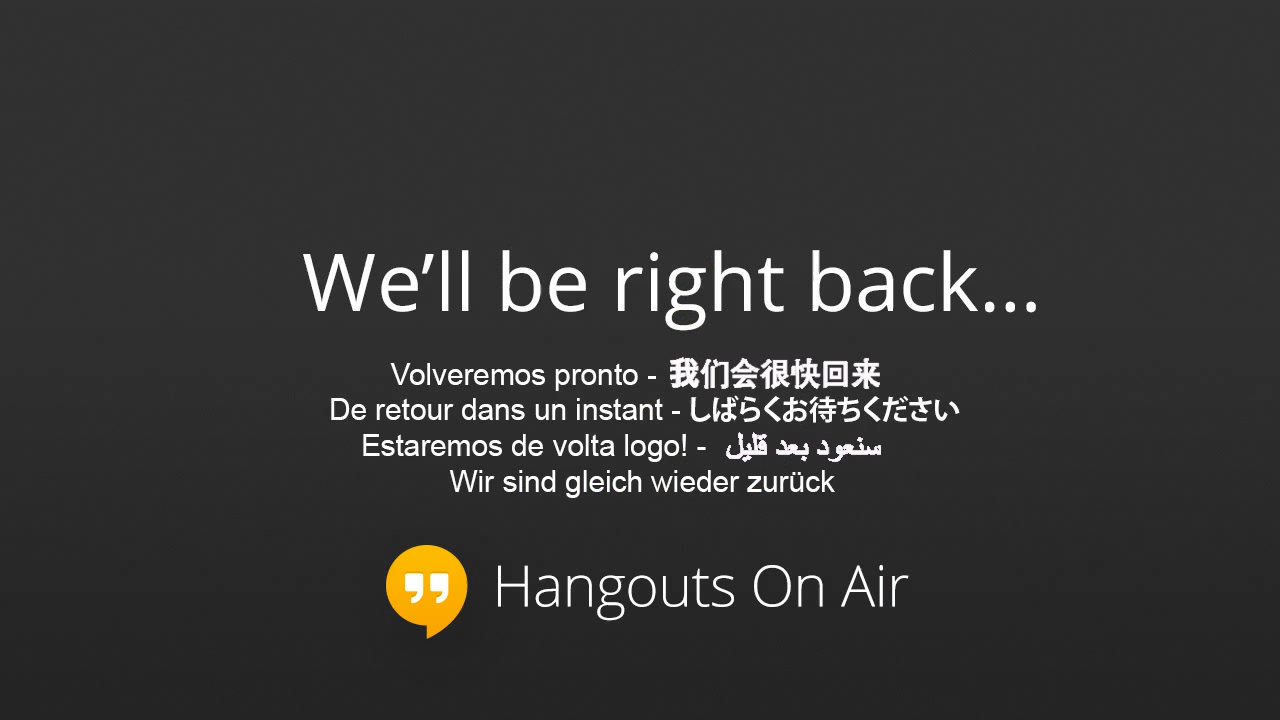 We’ll be right back...
Volveremos pronto - 我们会很快回来
De retour dans un instant - しばらくお待ちください
Estaremos de volta logo! - سنعود بعد قليل
Wir sind gleich wieder zurück
Hangouts On Air